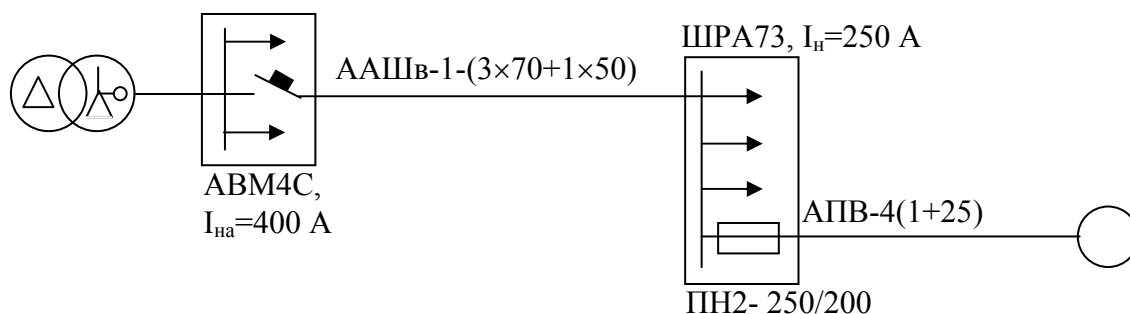 ШРА73, Iн=250 А
ААШв-1-(3×70+1×50)
АВМ4С,
Iна=400 А
АПВ-4(1+25)
ПН2- 250/200